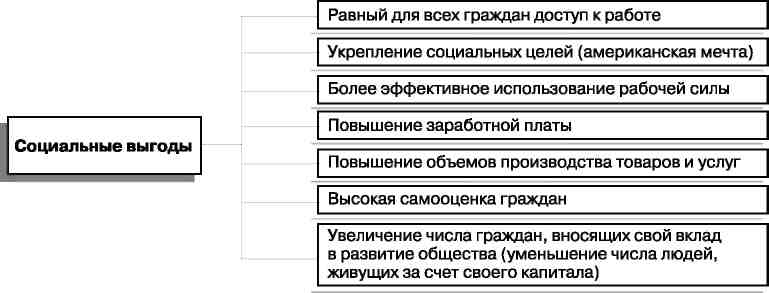 Социальные выгоды
Равный для всех граждан доступ к работе
Укрепление социальных целей (американская мечта)
Более эффективное использование рабочей силы
Повышение заработной платы
Повышение объемов производства товаров и услуг
Высокая самооценка граждан
Увеличение числа граждан, вносящих свой вклад
в развитие общества (уменьшение числа людей,
живущих за счет своего капитала)